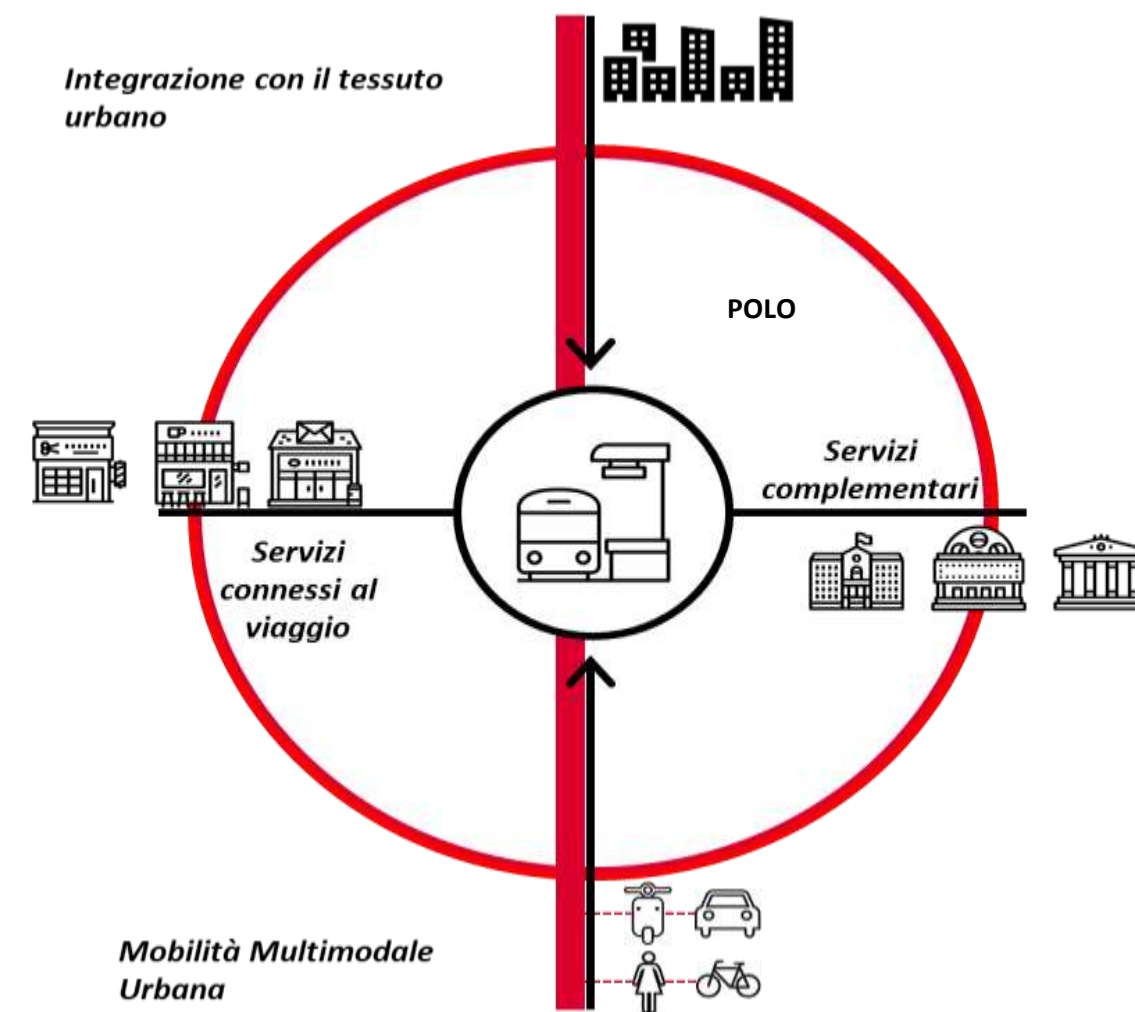 Integrazione con il tessuto
urbano
POLO
Servizi
complementari
Servizi
connessi al
viaggio
Mobilità Multimodale
Urbana